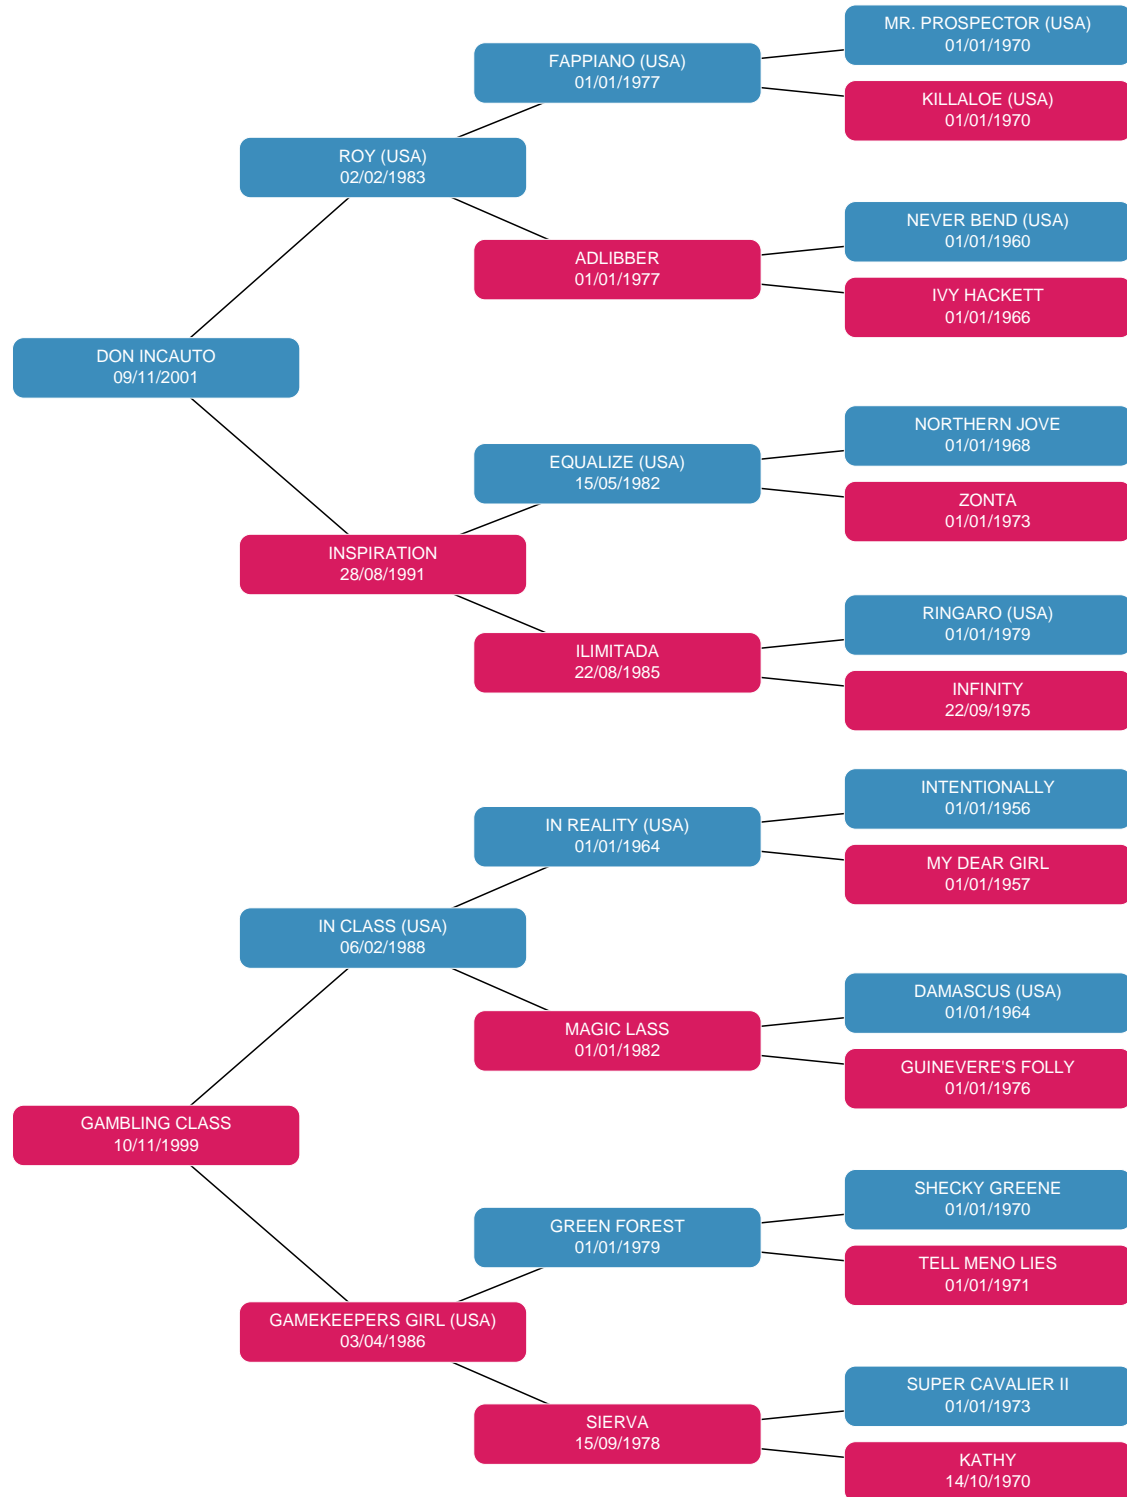 MR. PROSPECTOR (USA)
01/01/1970
FAPPIANO (USA)
01/01/1977
KILLALOE (USA)
01/01/1970
ROY (USA)
02/02/1983
NEVER BEND (USA)
01/01/1960
ADLIBBER
01/01/1977
IVY HACKETT
01/01/1966
DON INCAUTO
09/11/2001
NORTHERN JOVE
01/01/1968
EQUALIZE (USA)
15/05/1982
ZONTA
01/01/1973
INSPIRATION
28/08/1991
RINGARO (USA)
01/01/1979
ILIMITADA
22/08/1985
INFINITY
22/09/1975
INTENTIONALLY
01/01/1956
IN REALITY (USA)
01/01/1964
MY DEAR GIRL
01/01/1957
IN CLASS (USA)
06/02/1988
DAMASCUS (USA)
01/01/1964
MAGIC LASS
01/01/1982
GUINEVERE'S FOLLY
01/01/1976
GAMBLING CLASS
10/11/1999
SHECKY GREENE
01/01/1970
GREEN FOREST
01/01/1979
TELL MENO LIES
01/01/1971
GAMEKEEPERS GIRL (USA)
03/04/1986
SUPER CAVALIER II
01/01/1973
SIERVA
15/09/1978
KATHY
14/10/1970